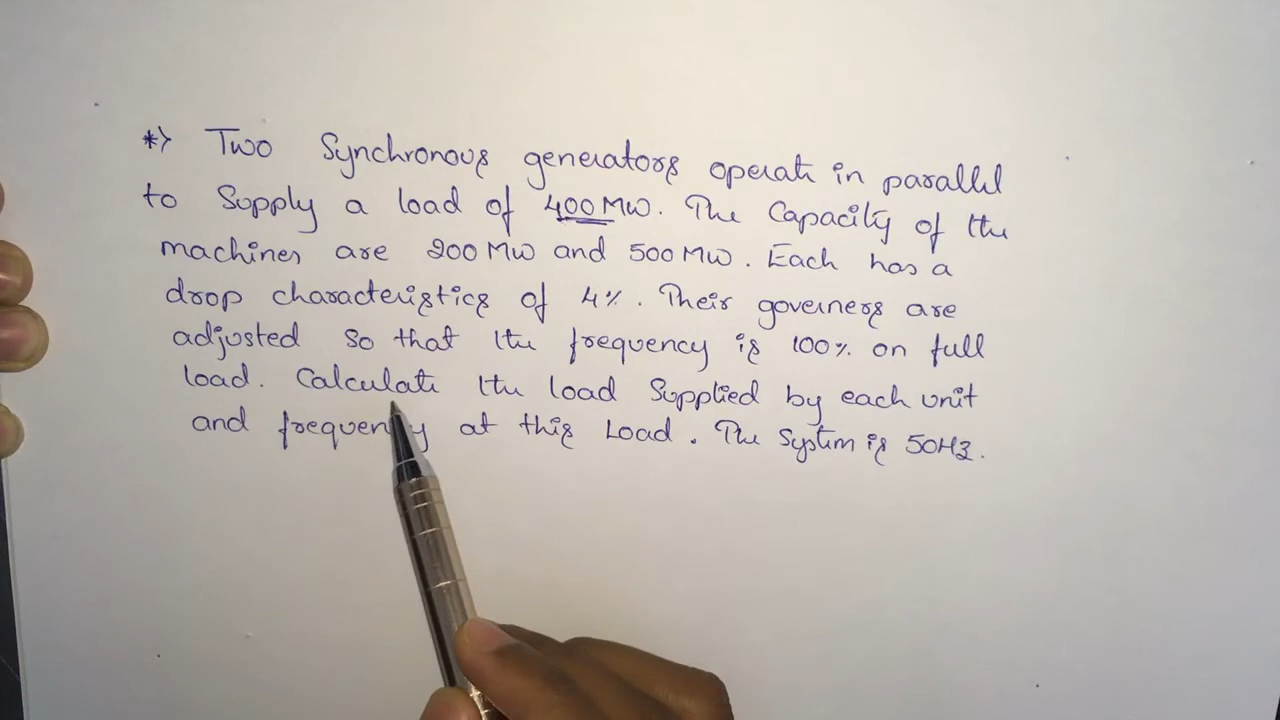 *> Two Synchronous generators operate in parallel
to Supply a load of 400 MW. The Capacity of the
machines are 200 MW and 500 MW. Each has a
drop characteristics of 4%. Their governers are
adjusted so that the frequency is 100% on full
load. Calculate the load Supplied by each unit
and frequency at this Load. The System is 50Hz.